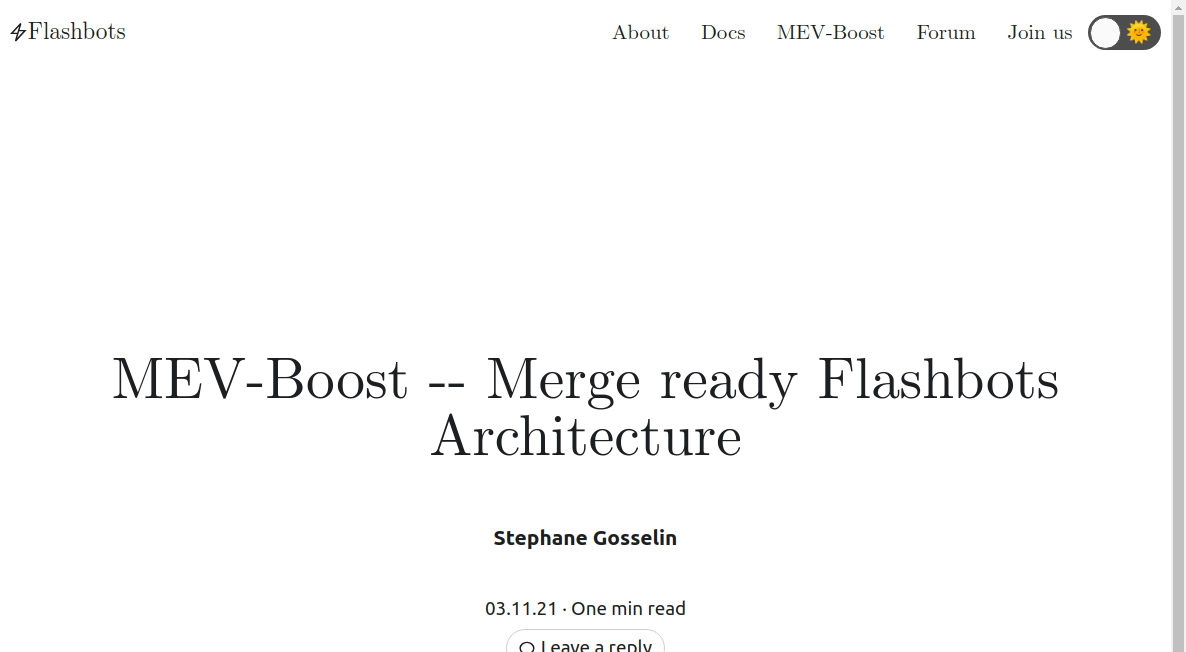 Flashbots
About Docs MEV-Boost Forum Join us
MEV-Boost -- Merge ready Flashbots
Architecture
Stephane Gosselin
03.11.21 · One min read
Leave a reply